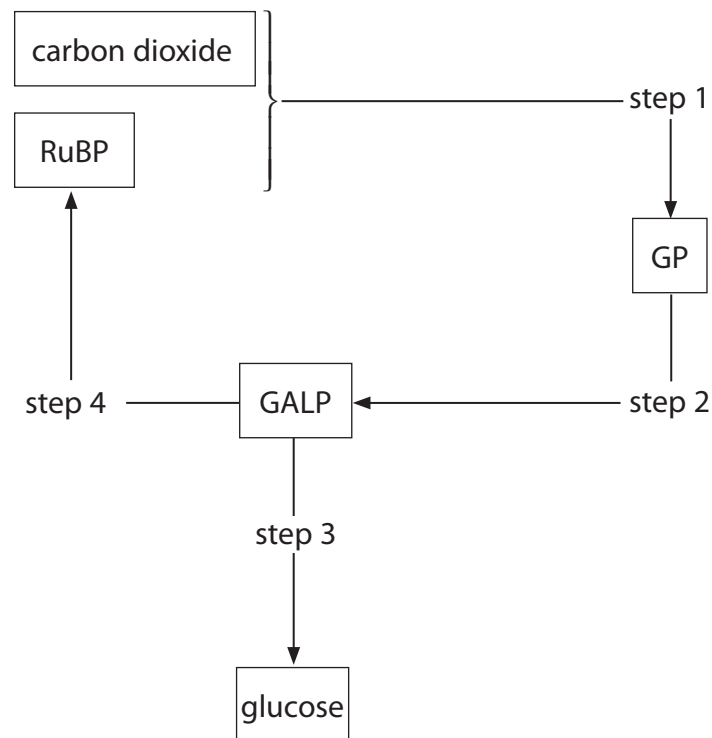 carbon dioxide
step 1
RuBP
GP
step 4
GALP
step 2
step 3
glucose